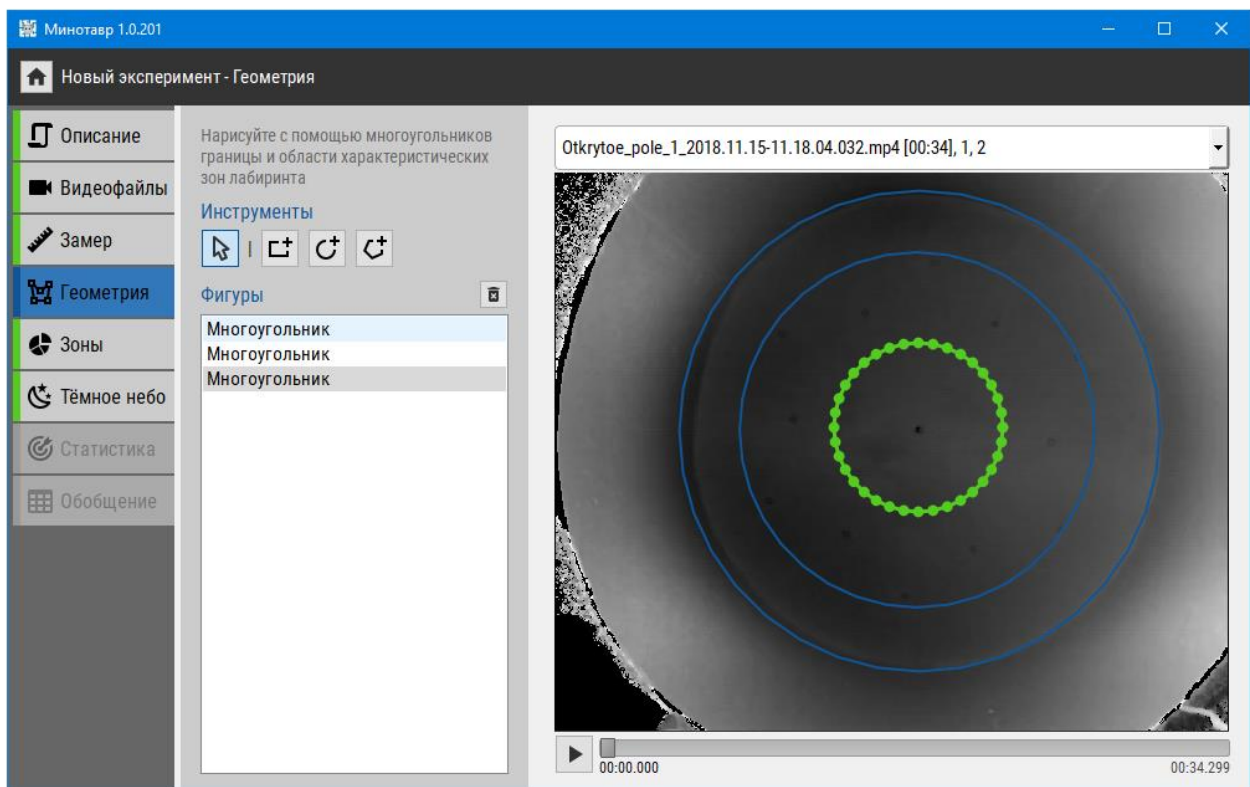 Минотавр 1.0.201
Новый эксперимент - Геометрия
Описание
Видеофайлы
Замер
Геометрия
Зоны
Тёмное небо
Статистика
Обобщение
Нарисуйте с помощью многоугольников
границы и области характеристических
зон лабиринта
Инструменты
Фигуры
Многоугольник
Многоугольник
Многоугольник
Otkrytoe_pole_1_2018.11.15-11.18.04.032.mp4 [00:34], 1, 2
00:00.000
00:34.299